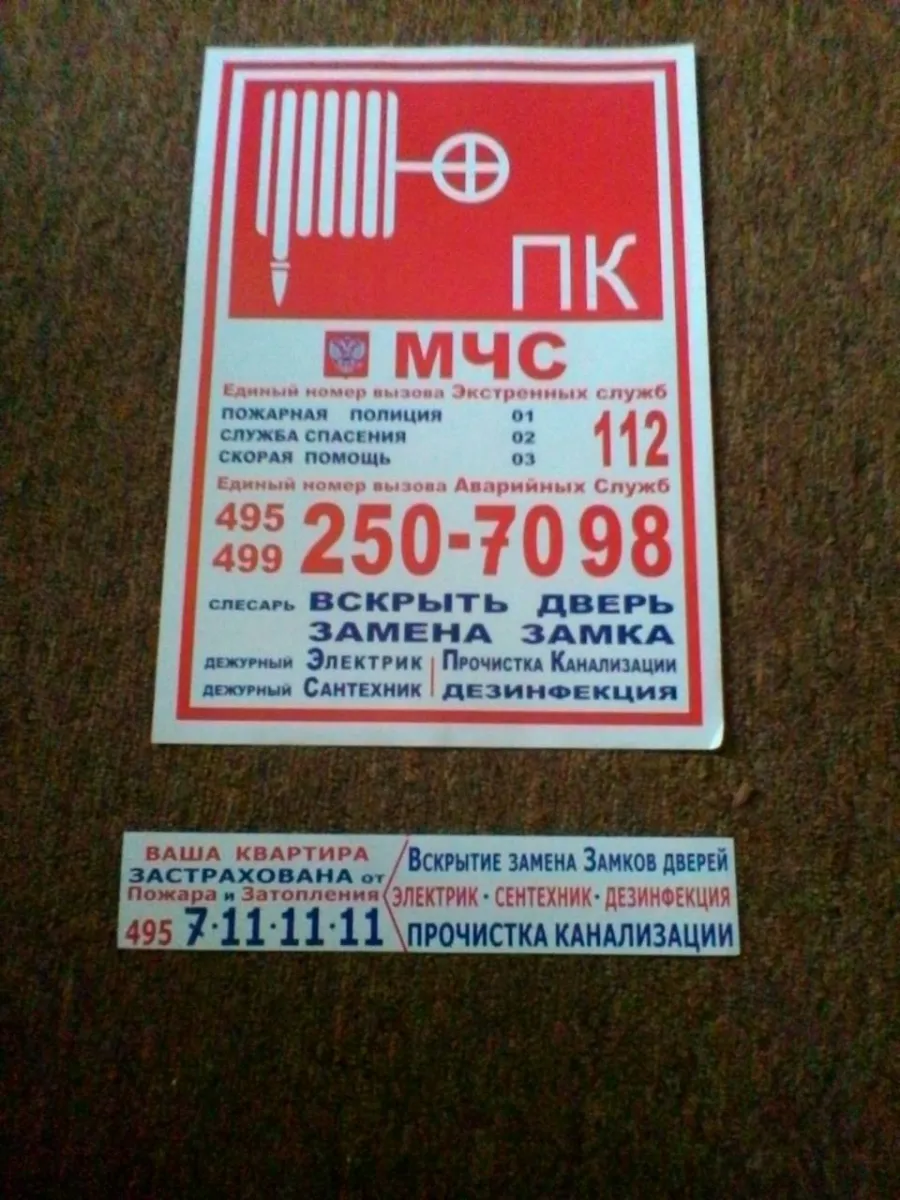 ПК
МЧС
Единый номер вызова Экстренных служб
ПОЖАРНАЯ ПОЛИЦИЯ 01
СЛУЖБА СПАСЕНИЯ 02
СКОРАЯ ПОМОЩЬ 03
112
Единый номер вызова Аварийных Служб
495
499
250-70 98
СЛЕСАРЬ ВСКРЫТЬ ДВЕРЬ
ЗАМЕНА ЗАМКА
ДЕЖУРНЫЙ ЭЛЕКТРИК | ПРОЧИСТКА КАНАЛИЗАЦИИ
ДЕЖУРНЫЙ САНТЕХНИК | ДЕЗИНФЕКЦИЯ
ВАША КВАРТИРА
ЗАСТРАХОВАНА от
Пожара и Затопления
495 7·11·11·11
ВСКРЫТИЕ ЗАМЕНА ЗАМКОВ ДВЕРЕЙ
ЭЛЕКТРИК · СЕНТЕХНИК · ДЕЗИНФЕКЦИЯ
ПРОЧИСТКА КАНАЛИЗАЦИИ